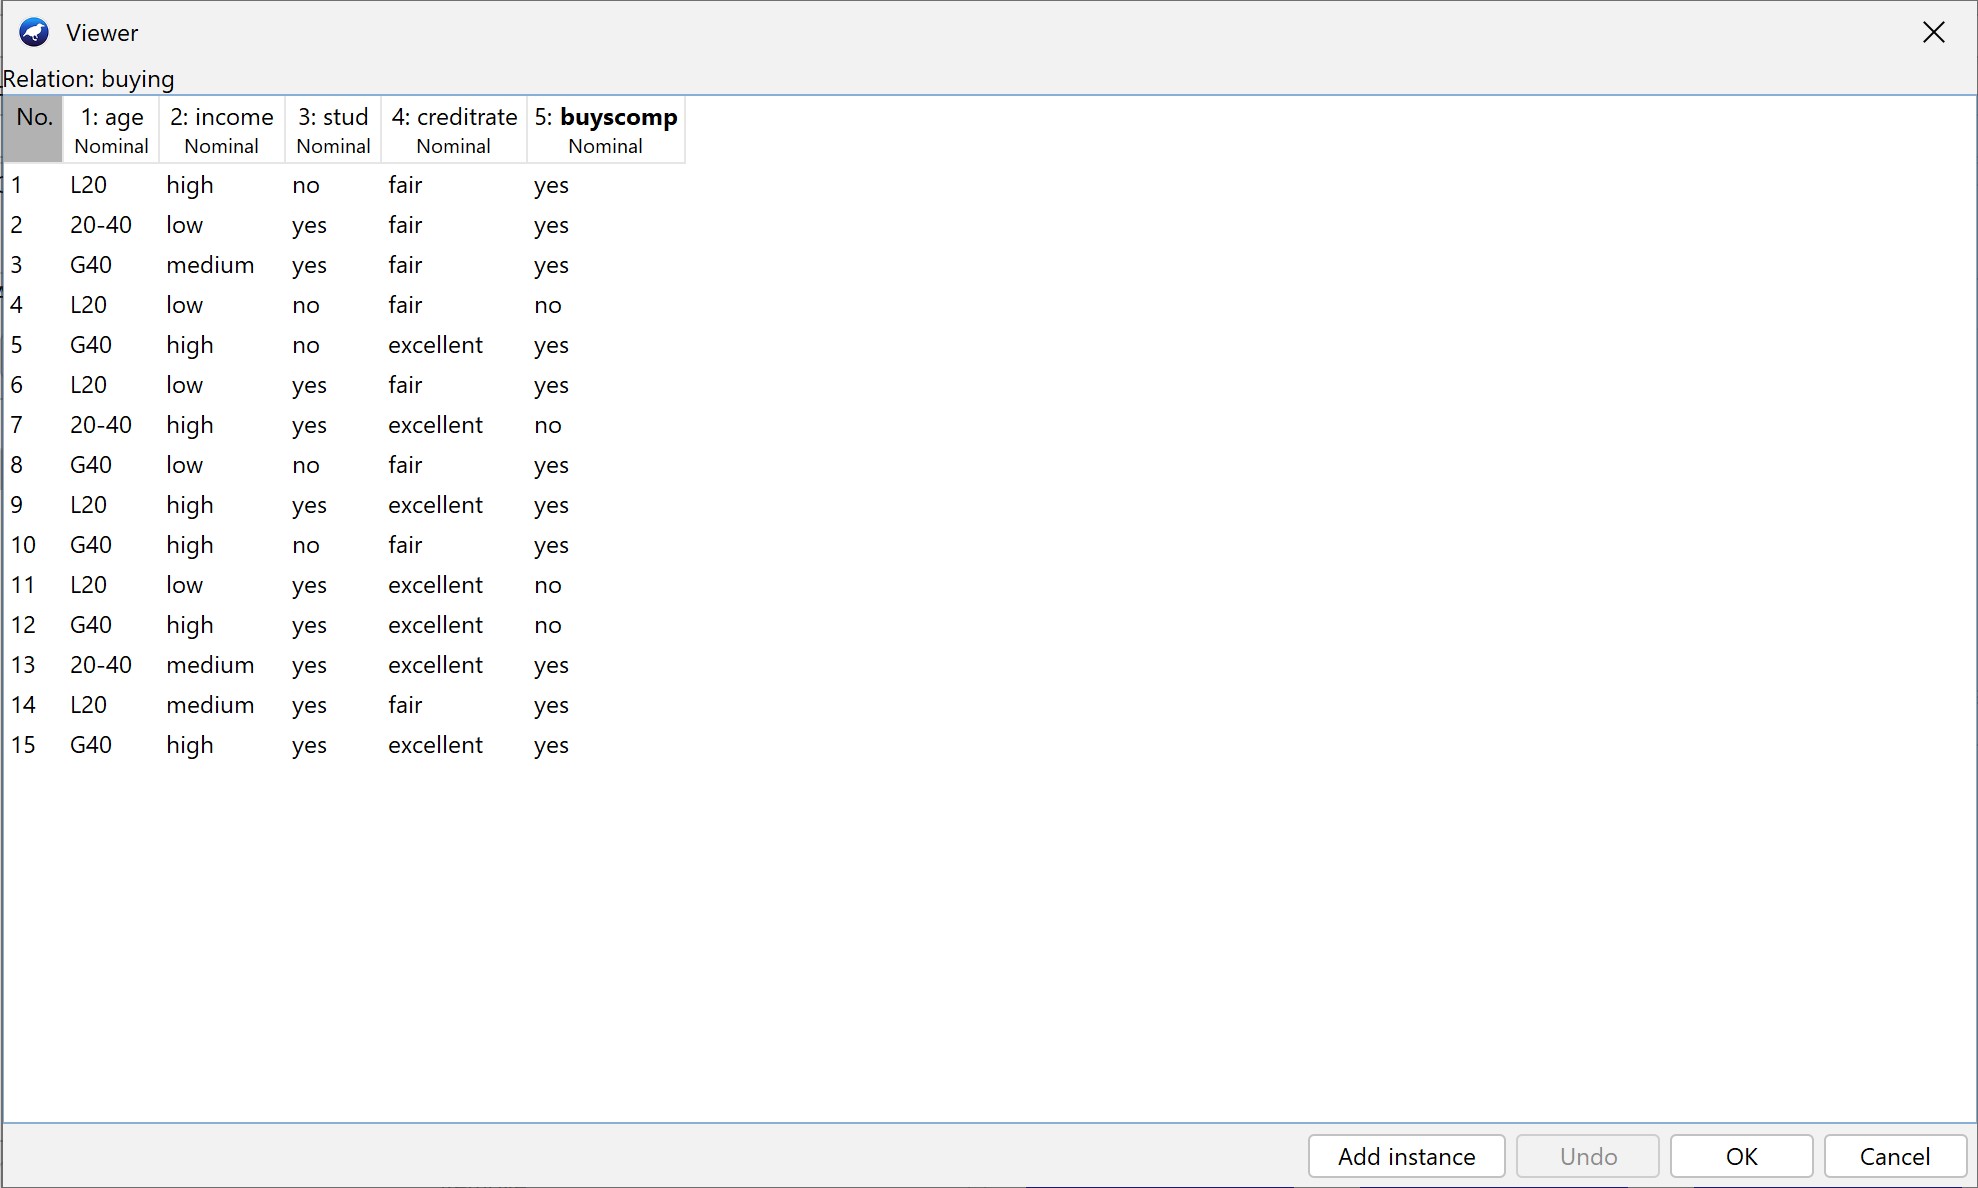 Viewer
Relation: buying
No. 1: age 2: income 3: stud 4: creditrate 5: buyscomp
Nominal Nominal Nominal Nominal Nominal
1 L20 high no fair yes
2 20-40 low yes fair yes
3 G40 medium yes fair yes
4 L20 low no fair no
5 G40 high no excellent yes
6 L20 low yes fair yes
7 20-40 high yes excellent no
8 G40 low no fair yes
9 L20 high yes excellent yes
10 G40 high no fair yes
11 L20 low yes excellent no
12 G40 high yes excellent no
13 20-40 medium yes excellent yes
14 L20 medium yes fair yes
15 G40 high yes excellent yes
Add instance Undo OK Cancel